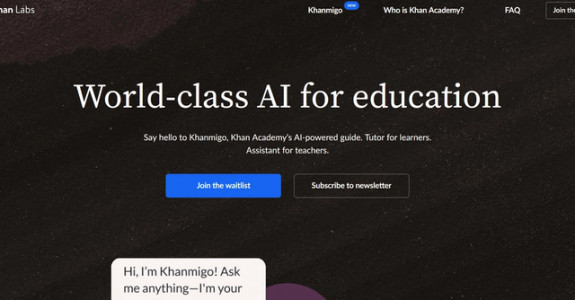 Labs
Khanmigo new Who is Khan Academy? FAQ Join the
World-class AI for education
Say hello to Khanmigo, Khan Academy's AI-powered guide. Tutor for learners.
Assistant for teachers.
Join the waitlist Subscribe to newsletter
Hi, I'm Khanmigo! Ask
me anything—I'm your